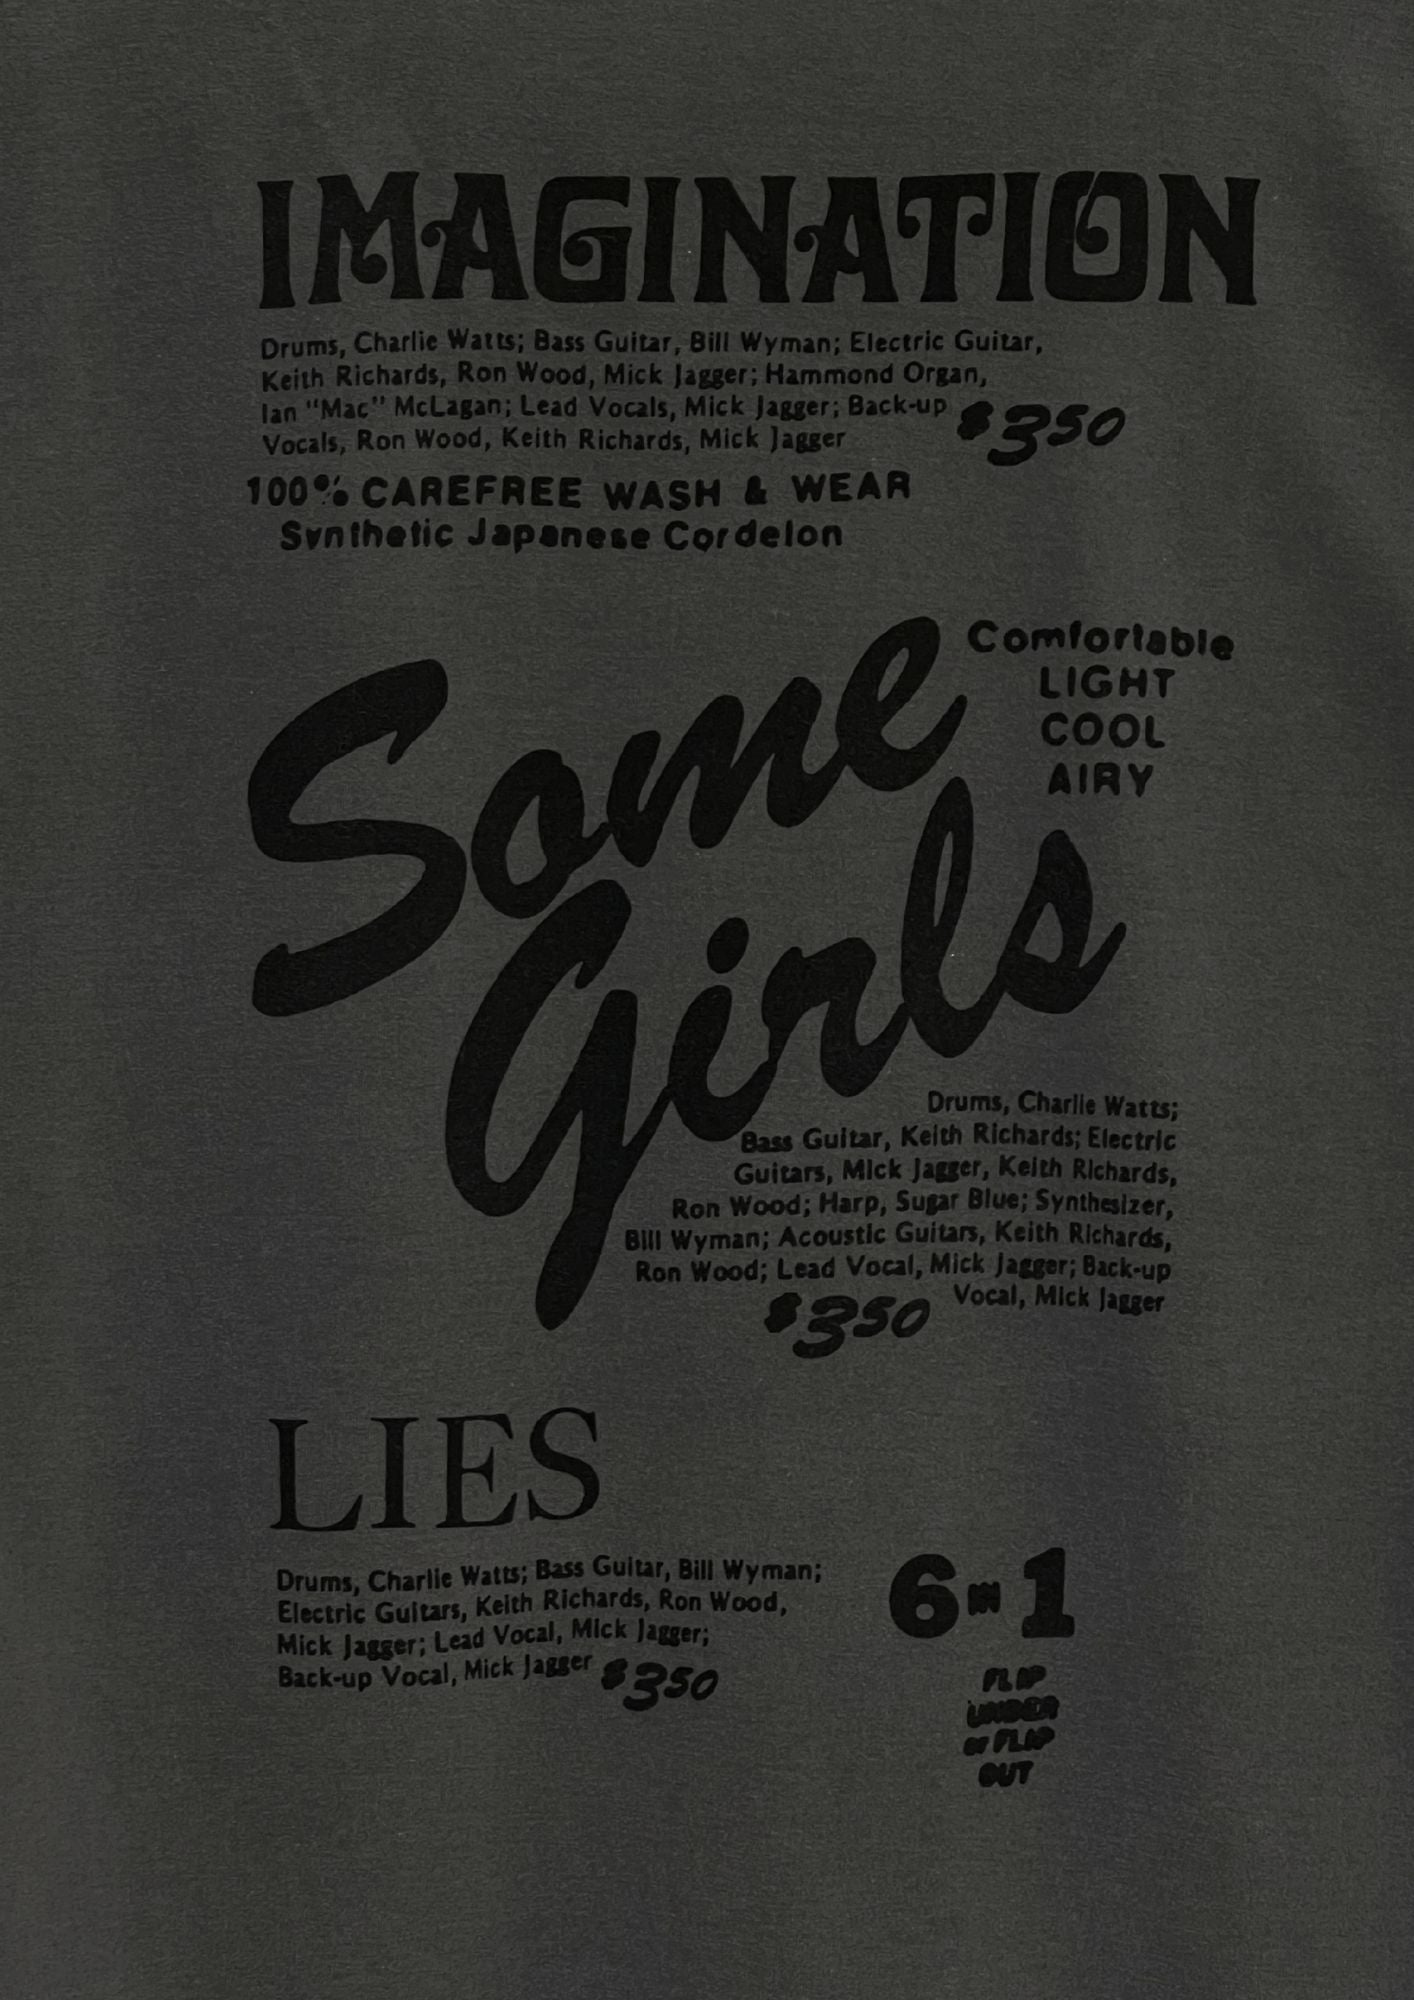 IMAGINATION
Drums, Charlie Watts; Bass Guitar, Bill Wyman; Electric Guitar,
Keith Richards, Ron Wood, Mick Jagger; Hammond Organ,
Ian "Mac" McLagan; Lead Vocals, Mick Jagger; Back-up
Vocals, Ron Wood, Keith Richards, Mick Jagger
$350
100% CAREFREE WASH & WEAR
Synthetic Japanese Cordelon
Some
Girls
Comfortable
LIGHT
COOL
AIRY
Drums, Charlie Watts;
Bass Guitar, Keith Richards; Electric
Guitars, Mick Jagger, Keith Richards,
Ron Wood; Harp, Sugar Blue; Synthesizer,
Bill Wyman; Acoustic Guitars, Keith Richards,
Ron Wood; Lead Vocal, Mick Jagger; Back-up
Vocal, Mick Jagger
$350
LIES
Drums, Charlie Watts; Bass Guitar, Bill Wyman;
Electric Guitars, Keith Richards, Ron Wood,
Mick Jagger; Lead Vocal, Mick Jagger;
Back-up Vocal, Mick Jagger
$350
6 IN 1
FLIP
UNDER
or FLIP
OUT